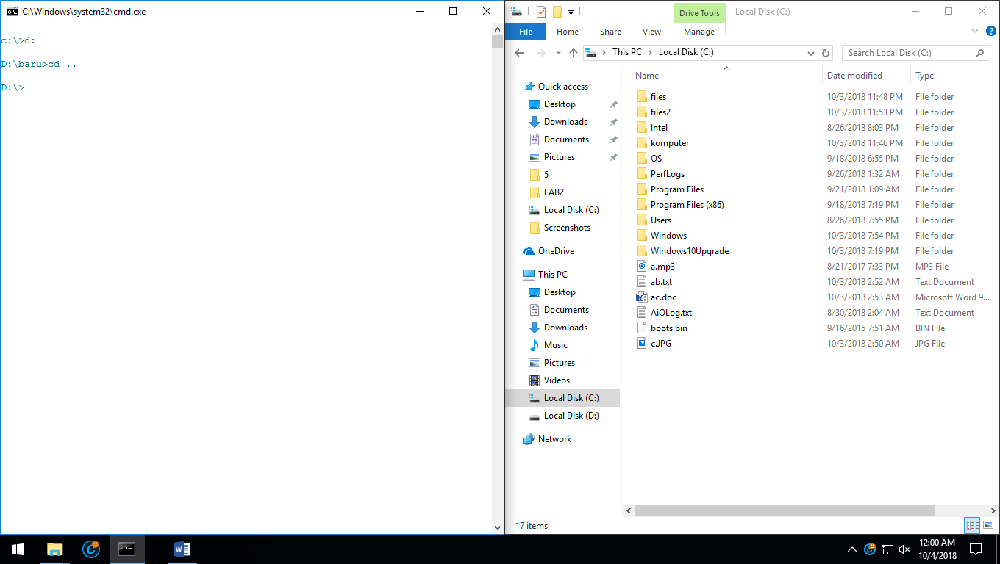 C:\Windows\system32\cmd.exe
c:\>d:
D:\baru>cd ..
D:\>
Drive Tools
Local Disk (C:)
File
Home
Share
View
Manage
This PC
Local Disk (C:)
Search Local Disk (C:)
Quick access
Desktop
Downloads
Documents
Pictures
5
LAB2
Local Disk (C:)
Screenshots
OneDrive
This PC
Desktop
Documents
Downloads
Music
Pictures
Videos
Local Disk (C:)
Local Disk (D:)
Network
Name Date modified Type
files 10/3/2018 11:48 PM File folder
files2 10/3/2018 11:53 PM File folder
Intel 8/26/2018 8:03 PM File folder
komputer 10/3/2018 11:46 PM File folder
OS 9/18/2018 6:55 PM File folder
PerfLogs 9/26/2018 1:32 AM File folder
Program Files 9/21/2018 1:09 AM File folder
Program Files (x86) 9/18/2018 7:19 PM File folder
Users 8/26/2018 7:55 PM File folder
Windows 10/3/2018 7:54 PM File folder
Windows10Upgrade 10/3/2018 7:19 PM File folder
a.mp3 8/21/2017 7:33 PM MP3 File
ab.txt 10/3/2018 2:52 AM Text Document
ac.doc 10/3/2018 2:53 AM Microsoft Word 9...
AiOLog.txt 8/30/2018 2:04 AM Text Document
boots.bin 9/16/2015 7:51 AM BIN File
c.JPG 10/3/2018 2:50 AM JPG File
17 items
12:00 AM
10/4/2018